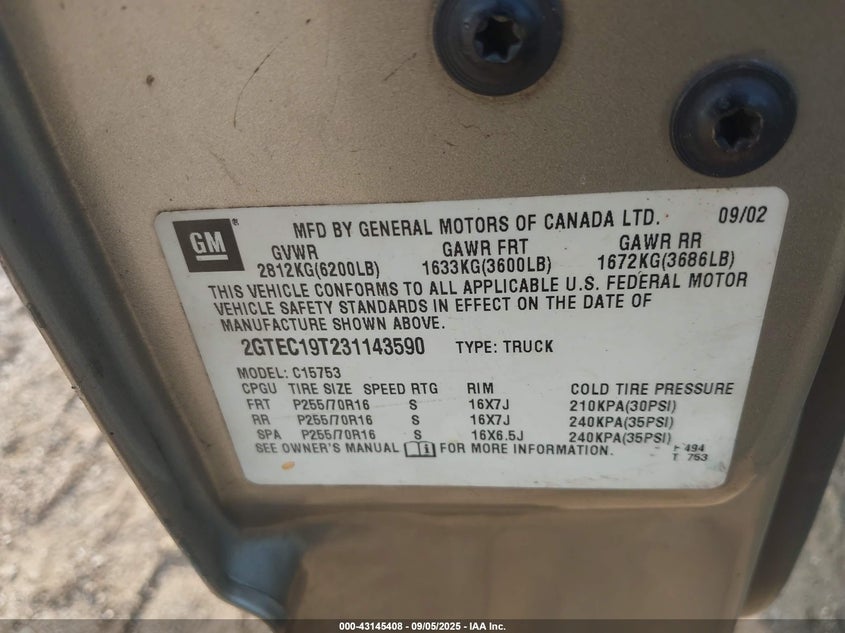 GM ®
MFD BY GENERAL MOTORS OF CANADA LTD. 09/02
GVWR GAWR FRT GAWR RR
2812KG(6200LB) 1633KG(3600LB) 1672KG(3686LB)
THIS VEHICLE CONFORMS TO ALL APPLICABLE U.S. FEDERAL MOTOR
VEHICLE SAFETY STANDARDS IN EFFECT ON THE DATE OF
MANUFACTURE SHOWN ABOVE.
2GTEC19T231143590 TYPE: TRUCK
MODEL: C15753
CPGU TIRE SIZE SPEED RTG RIM COLD TIRE PRESSURE
FRT P255/70R16 S 16X7J 210KPA(30PSI)
RR P255/70R16 S 16X7J 240KPA(35PSI)
SPA P255/70R16 S 16X6.5J 240KPA(35PSI)
SEE OWNER'S MANUAL FOR MORE INFORMATION.
494
T 753
000-43145408 - 09/05/2025 - IAA Inc.